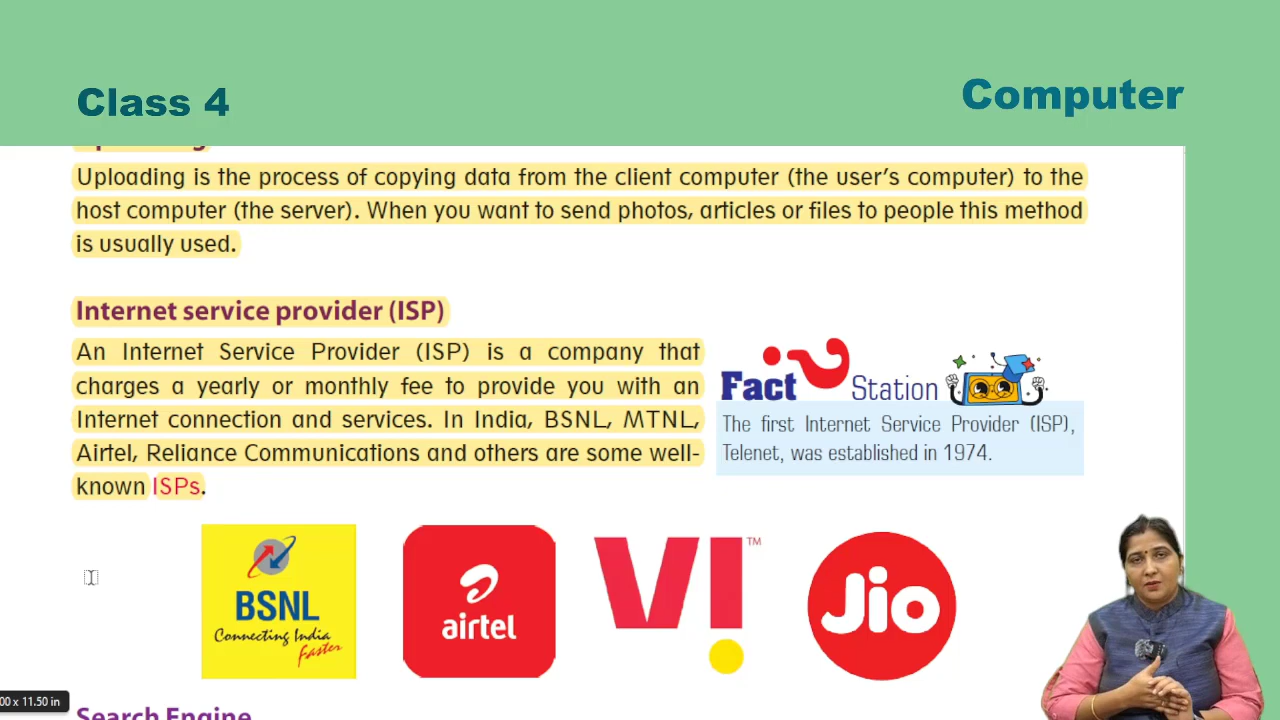 Class 4
Computer
Uploading is the process of copying data from the client computer (the user's computer) to the
host computer (the server). When you want to send photos, articles or files to people this method
is usually used.
Internet service provider (ISP)
An Internet Service Provider (ISP) is a company that
charges a yearly or monthly fee to provide you with an
Internet connection and services. In India, BSNL, MTNL,
Airtel, Reliance Communications and others are some well-
known ISPs.
Fact Station
The first Internet Service Provider (ISP),
Telenet, was established in 1974.
BSNL
Connecting India
faster
airtel
VI
TM
Jio
00 x 11.50 in
Search Engine